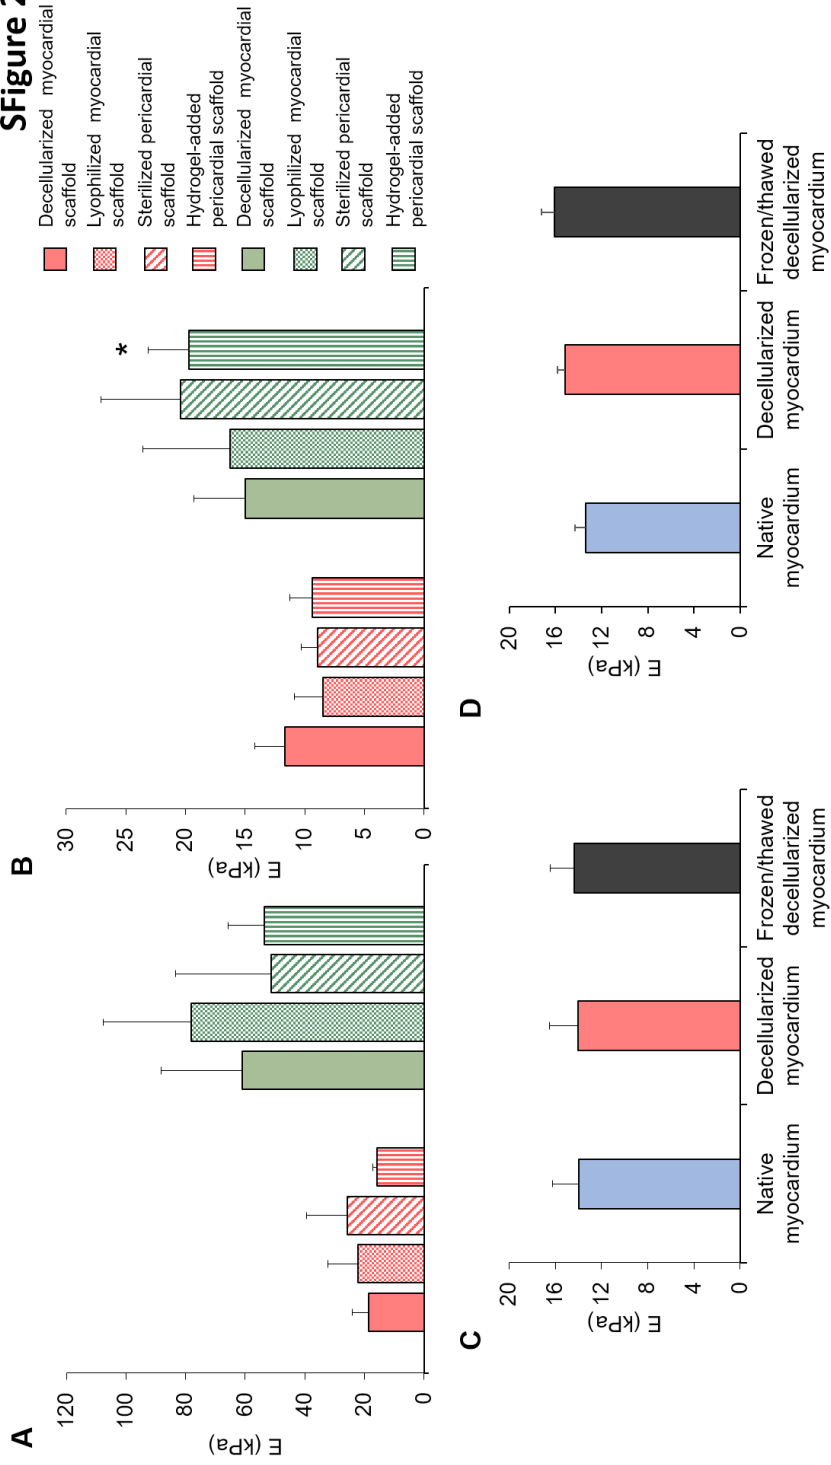 SFigure 2
A
E (kPa)
120
100
80
60
40
20
0
B
E (kPa)
30
25
20
15
10
5
0
*
Decellularized myocardial
scaffold
Lyophilized myocardial
scaffold
Sterilized pericardial
scaffold
Hydrogel-added
pericardial scaffold
Decellularized myocardial
scaffold
Lyophilized myocardial
scaffold
Sterilized pericardial
scaffold
Hydrogel-added
pericardial scaffold
C
E (kPa)
20
16
12
8
4
0
Native
myocardium
Decellularized
myocardium
Frozen/thawed
decellularized
myocardium
D
E (kPa)
20
16
12
8
4
0
Native
myocardium
Decellularized
myocardium
Frozen/thawed
decellularized
myocardium